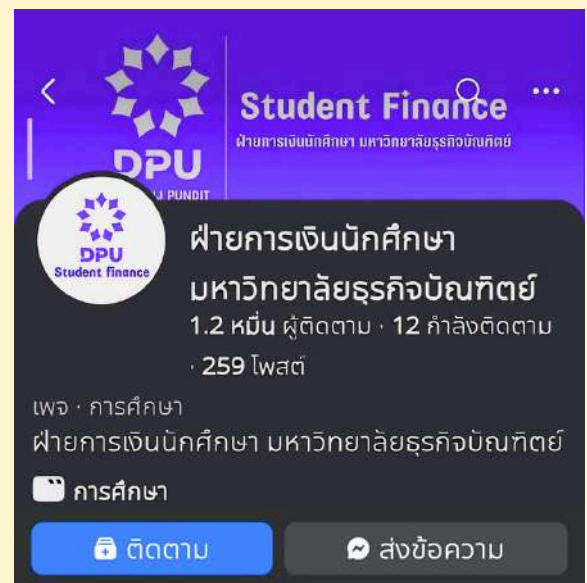 DPU
Student Finance
ฝ่ายการเงินนักศึกษา มหาวิทยาลัยธุรกิจบัณฑิตย์
PUNDIT
DPU
Student finance
ฝ่ายการเงินนักศึกษา
มหาวิทยาลัยธุรกิจบัณฑิตย์
1.2 หมื่น ผู้ติดตาม · 12 กำลังติดตาม
· 259 โพสต์
เพจ · การศึกษา
ฝ่ายการเงินนักศึกษา มหาวิทยาลัยธุรกิจบัณฑิตย์
การศึกษา
ติดตาม
ส่งข้อความ